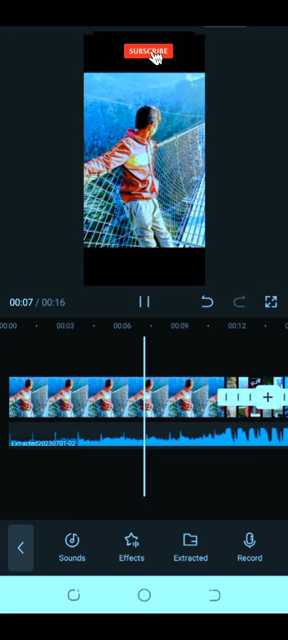 SUBSCRIBE
00:07 / 00:16
00:00 00:03 00:06 00:09 00:12
Extracted20230701-02
Sounds Effects Extracted Record